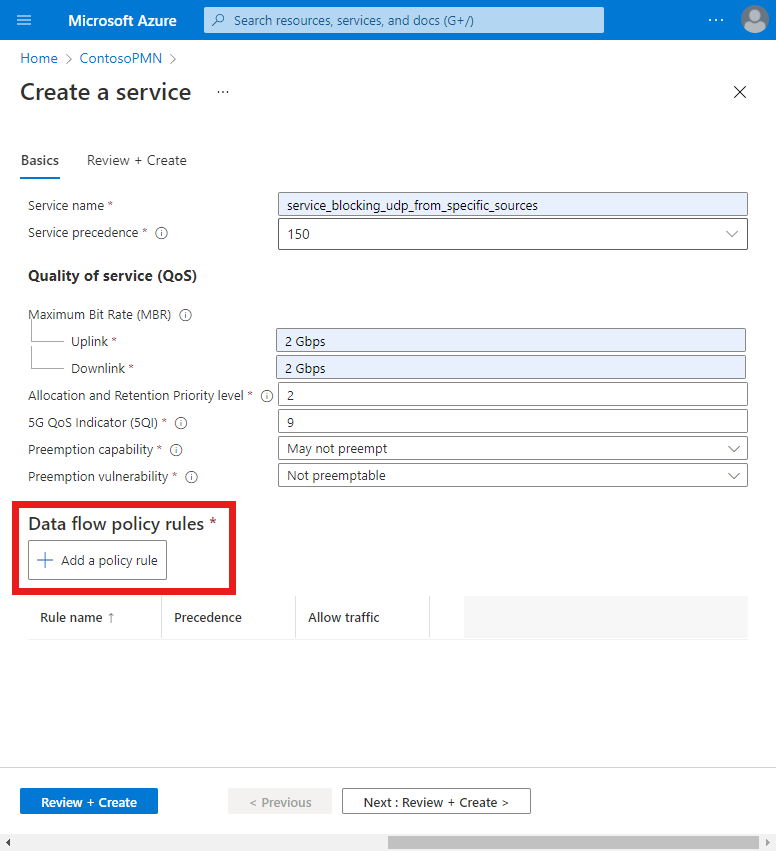 Microsoft Azure
Search resources, services, and docs (G+/)
...
Home > ContosoPMN >
Create a service ...
Basics Review + Create
Service name * service_blocking_udp_from_specific_sources
Service precedence * 150
Quality of service (QoS)
Maximum Bit Rate (MBR)
Uplink * 2 Gbps
Downlink * 2 Gbps
Allocation and Retention Priority level * 2
5G QoS Indicator (5QI) * 9
Preemption capability * May not preempt
Preemption vulnerability * Not preemptable
Data flow policy rules *
+ Add a policy rule
Rule name ↑ Precedence Allow traffic
Review + Create < Previous Next : Review + Create >